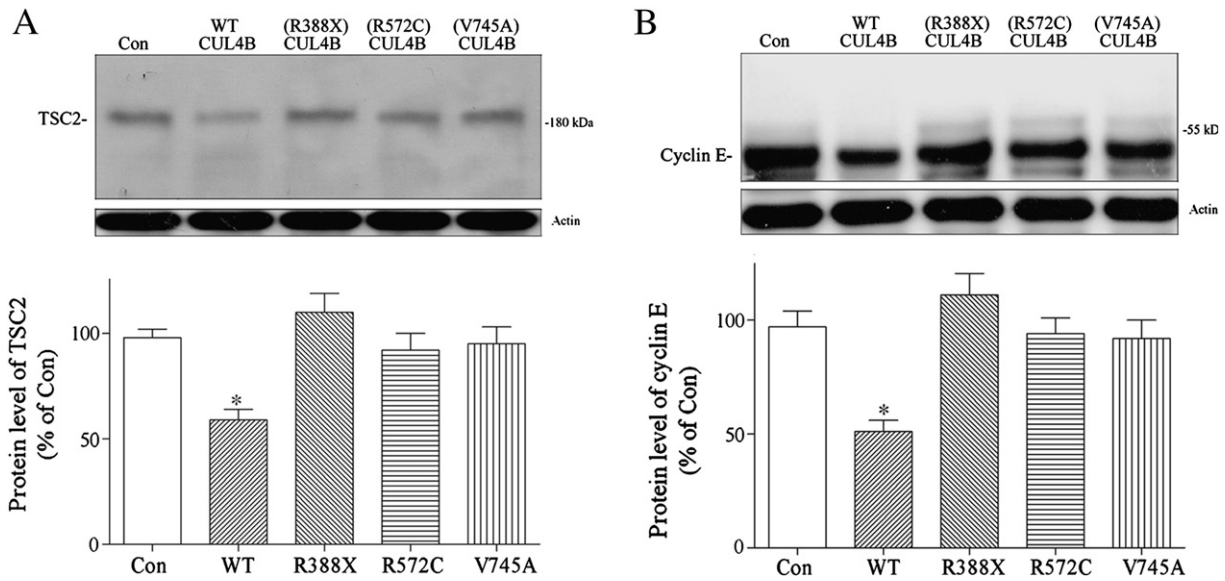 A
Con
WT
CUL4B
(R388X)
CUL4B
(R572C)
CUL4B
(V745A)
CUL4B
TSC2-
-180 kDa
Actin
Protein level of TSC2
(% of Con)
100
50
0
*
Con
WT
R388X
R572C
V745A
B
Con
WT
CUL4B
(R388X)
CUL4B
(R572C)
CUL4B
(V745A)
CUL4B
Cyclin E-
-55 kD
Actin
Protein level of cyclin E
(% of Con)
100
50
0
*
Con
WT
R388X
R572C
V745A